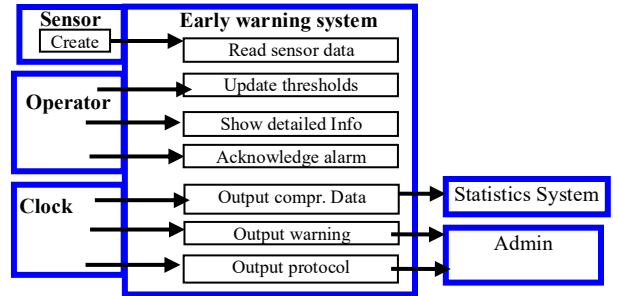 Sensor
Early warning system
Create
Read sensor data
Update thresholds
Operator
Show detailed Info
Acknowledge alarm
Clock
Output compr. Data
Statistics System
Output warning
Admin
Output protocol